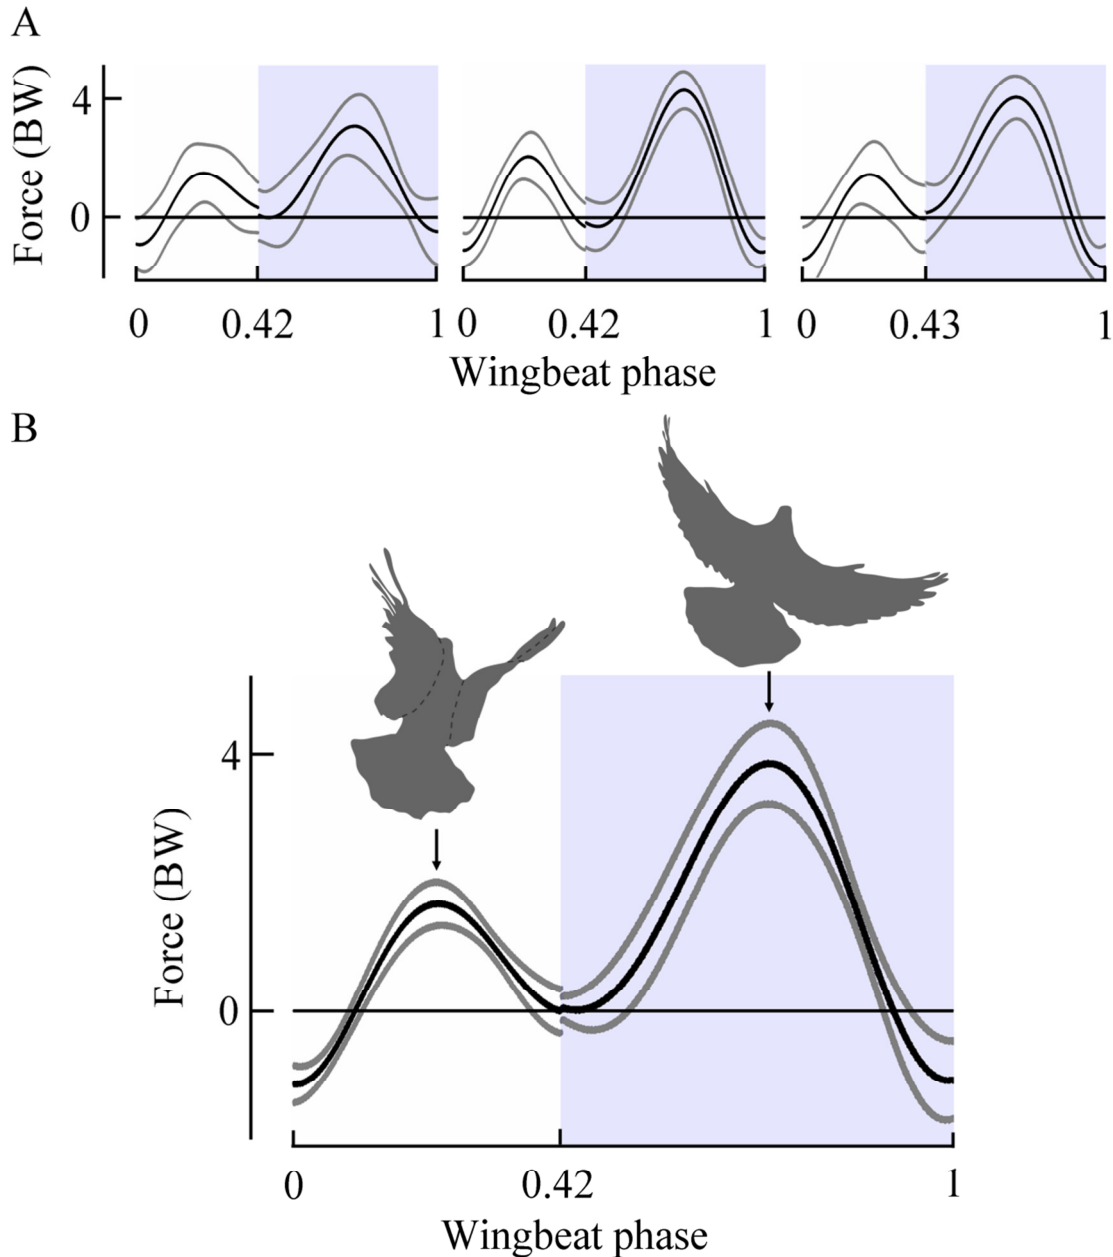 A
Force (BW)
4
0
0 0.42 1 0 0.42 1 0 0.43 1
Wingbeat phase
B
Force (BW)
4
0
0 0.42 1
Wingbeat phase